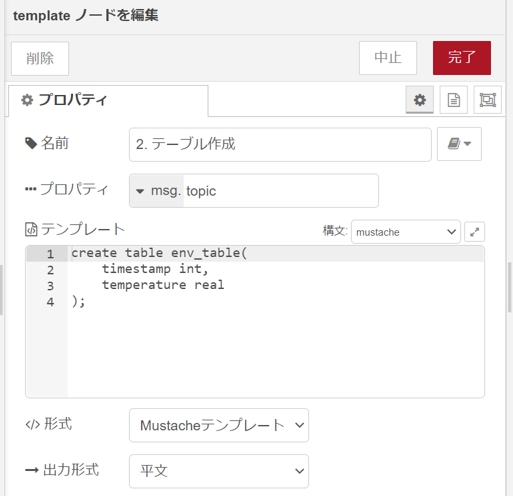 template ノードを編集
削除 中止 完了
プロパティ
名前 2. テーブル作成
プロパティ msg. topic
テンプレート 構文: mustache
1 create table env_table(
2 timestamp int,
3 temperature real
4 );
形式 Mustacheテンプレート
出力形式 平文